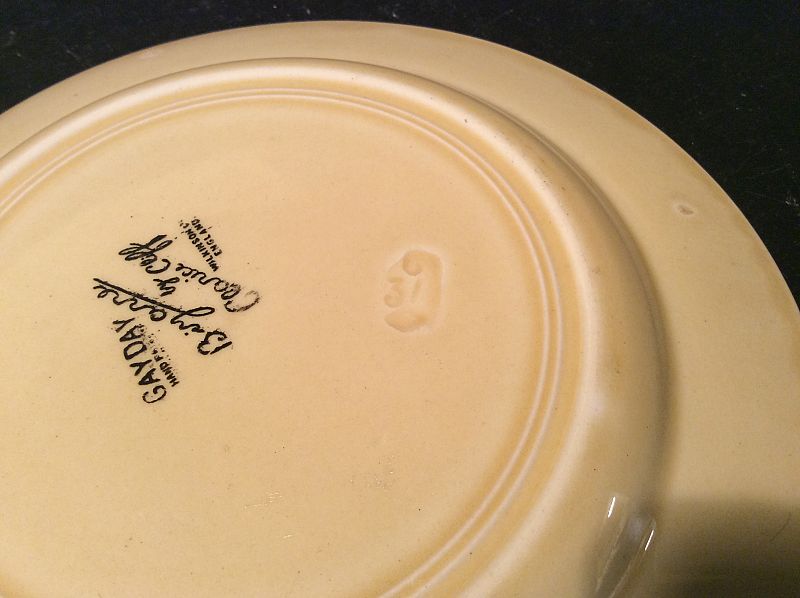 GAYDAY
HAND PAINTED
Bizarre
by
Clarice Cliff
WILKINSON LTD
ENGLAND.
31